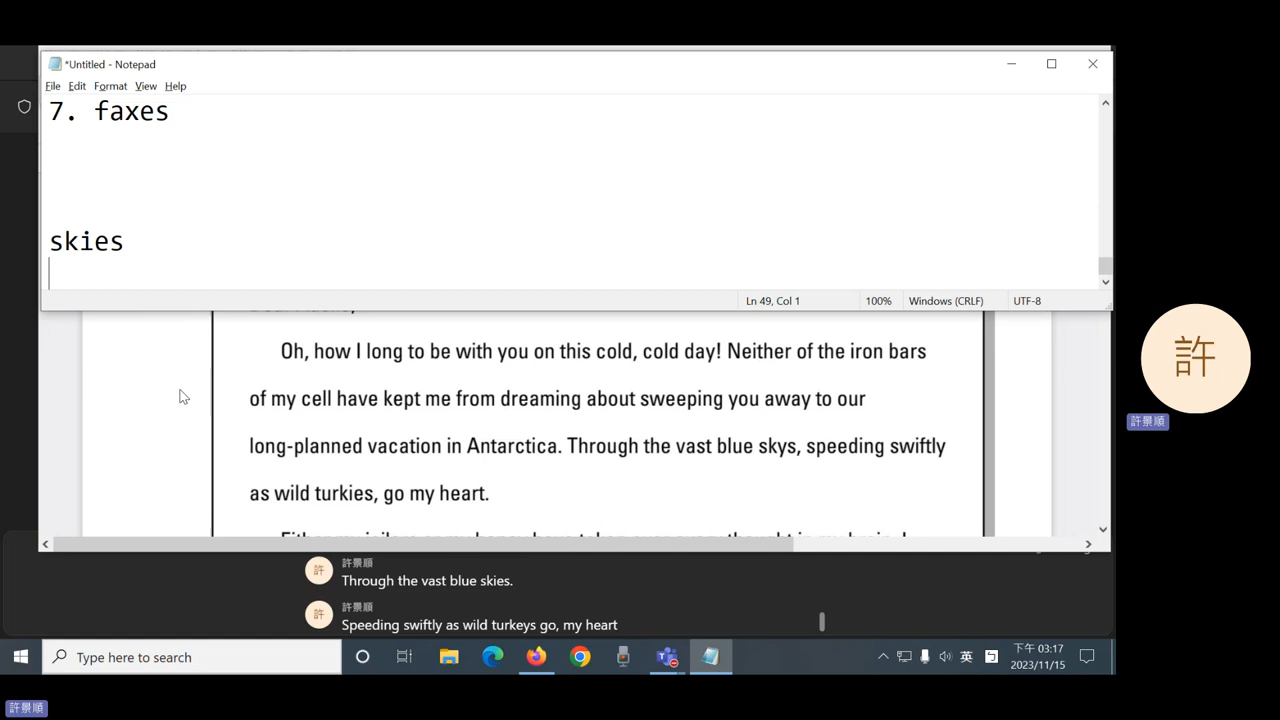 *Untitled - Notepad
File Edit Format View Help
7. faxes
skies
Ln 49, Col 1 100% Windows (CRLF) UTF-8
Oh, how I long to be with you on this cold, cold day! Neither of the iron bars
of my cell have kept me from dreaming about sweeping you away to our
long-planned vacation in Antarctica. Through the vast blue skys, speeding swiftly
as wild turkies, go my heart.
許景順
許 Through the vast blue skies.
許景順
許 Speeding swiftly as wild turkeys go, my heart
許
許景順
Type here to search
英
下午 03:17
2023/11/15
許景順